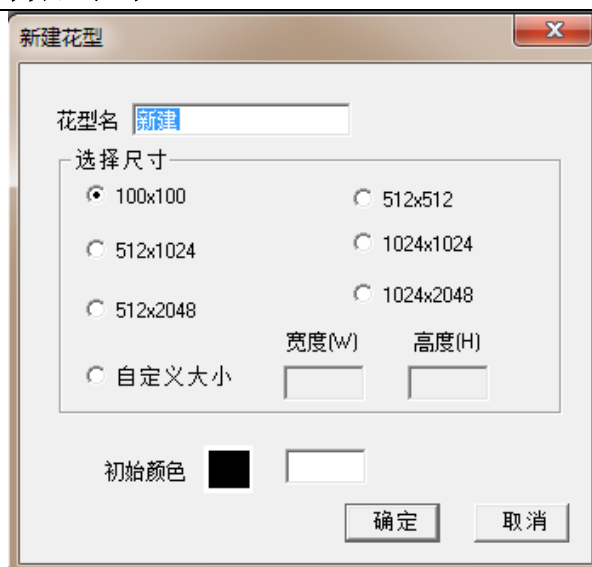 新建花型
花型名 新建
选择尺寸
100x100 512x512
512x1024 1024x1024
512x2048 1024x2048
宽度(W) 高度(H)
自定义大小
初始颜色
确定 取消